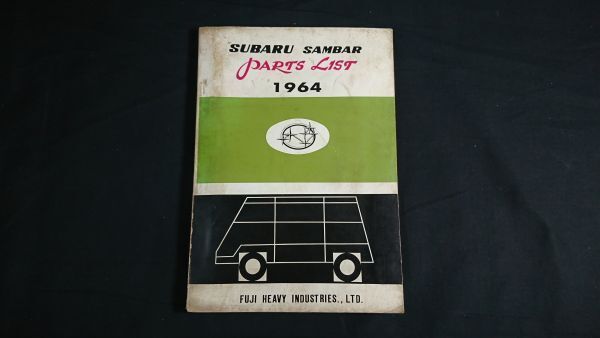 SUBARU SAMBAR
PARTS LIST
1964
FUJI HEAVY INDUSTRIES., LTD.